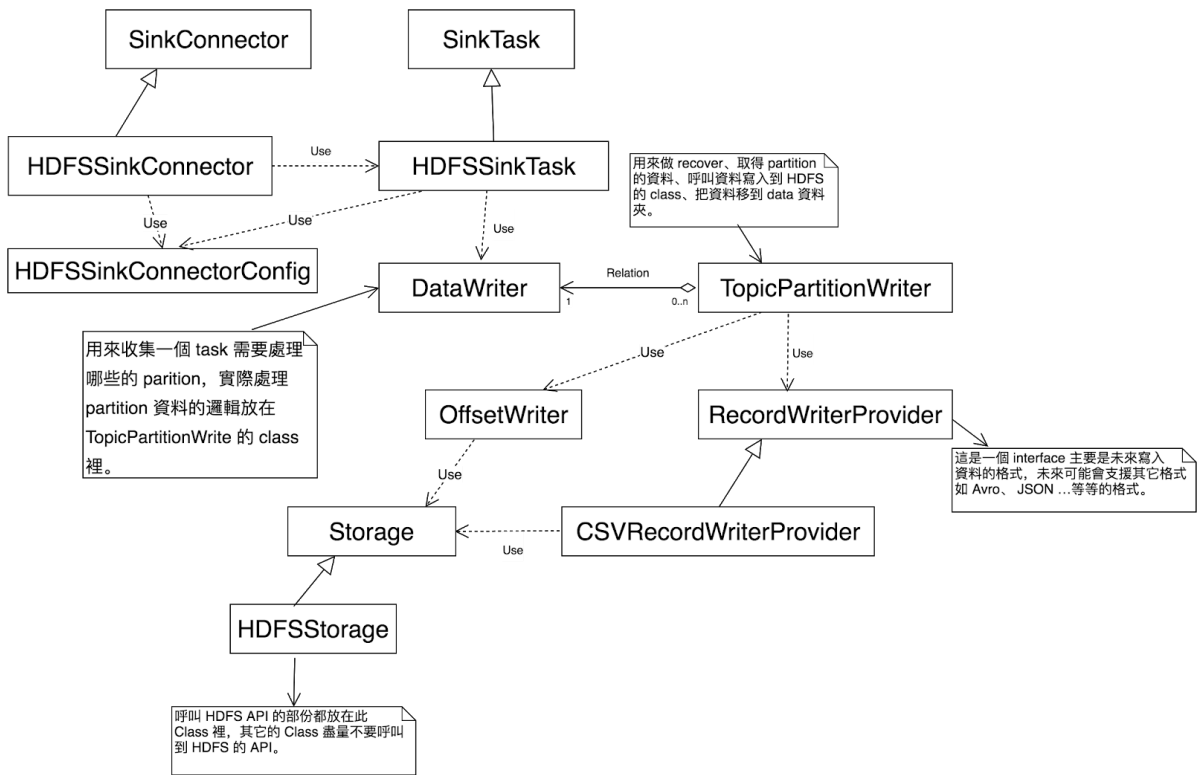 SinkConnector
SinkTask
HDFSSinkConnector
Use
HDFSSinkTask
用來做 recover、取得 partition
的資料、呼叫資料寫入到 HDFS
的 class、把資料移到 data 資料
夾。
Use
Use
Use
HDFSSinkConnectorConfig
DataWriter
Relation
1
0..n
TopicPartitionWriter
用來收集一個 task 需要處理
哪些的 parition，實際處理
partition 資料的邏輯放在
TopicPartitionWrite 的 class
裡。
Use
Use
OffsetWriter
RecordWriterProvider
這是一個 interface 主要是未來寫入
資料的格式，未來可能會支援其它格式
如 Avro、 JSON ...等等的格式。
Use
Storage
Use
CSVRecordWriterProvider
HDFSStorage
呼叫 HDFS API 的部份都放在此
Class 裡，其它的 Class 盡量不要呼叫
到 HDFS 的 API。